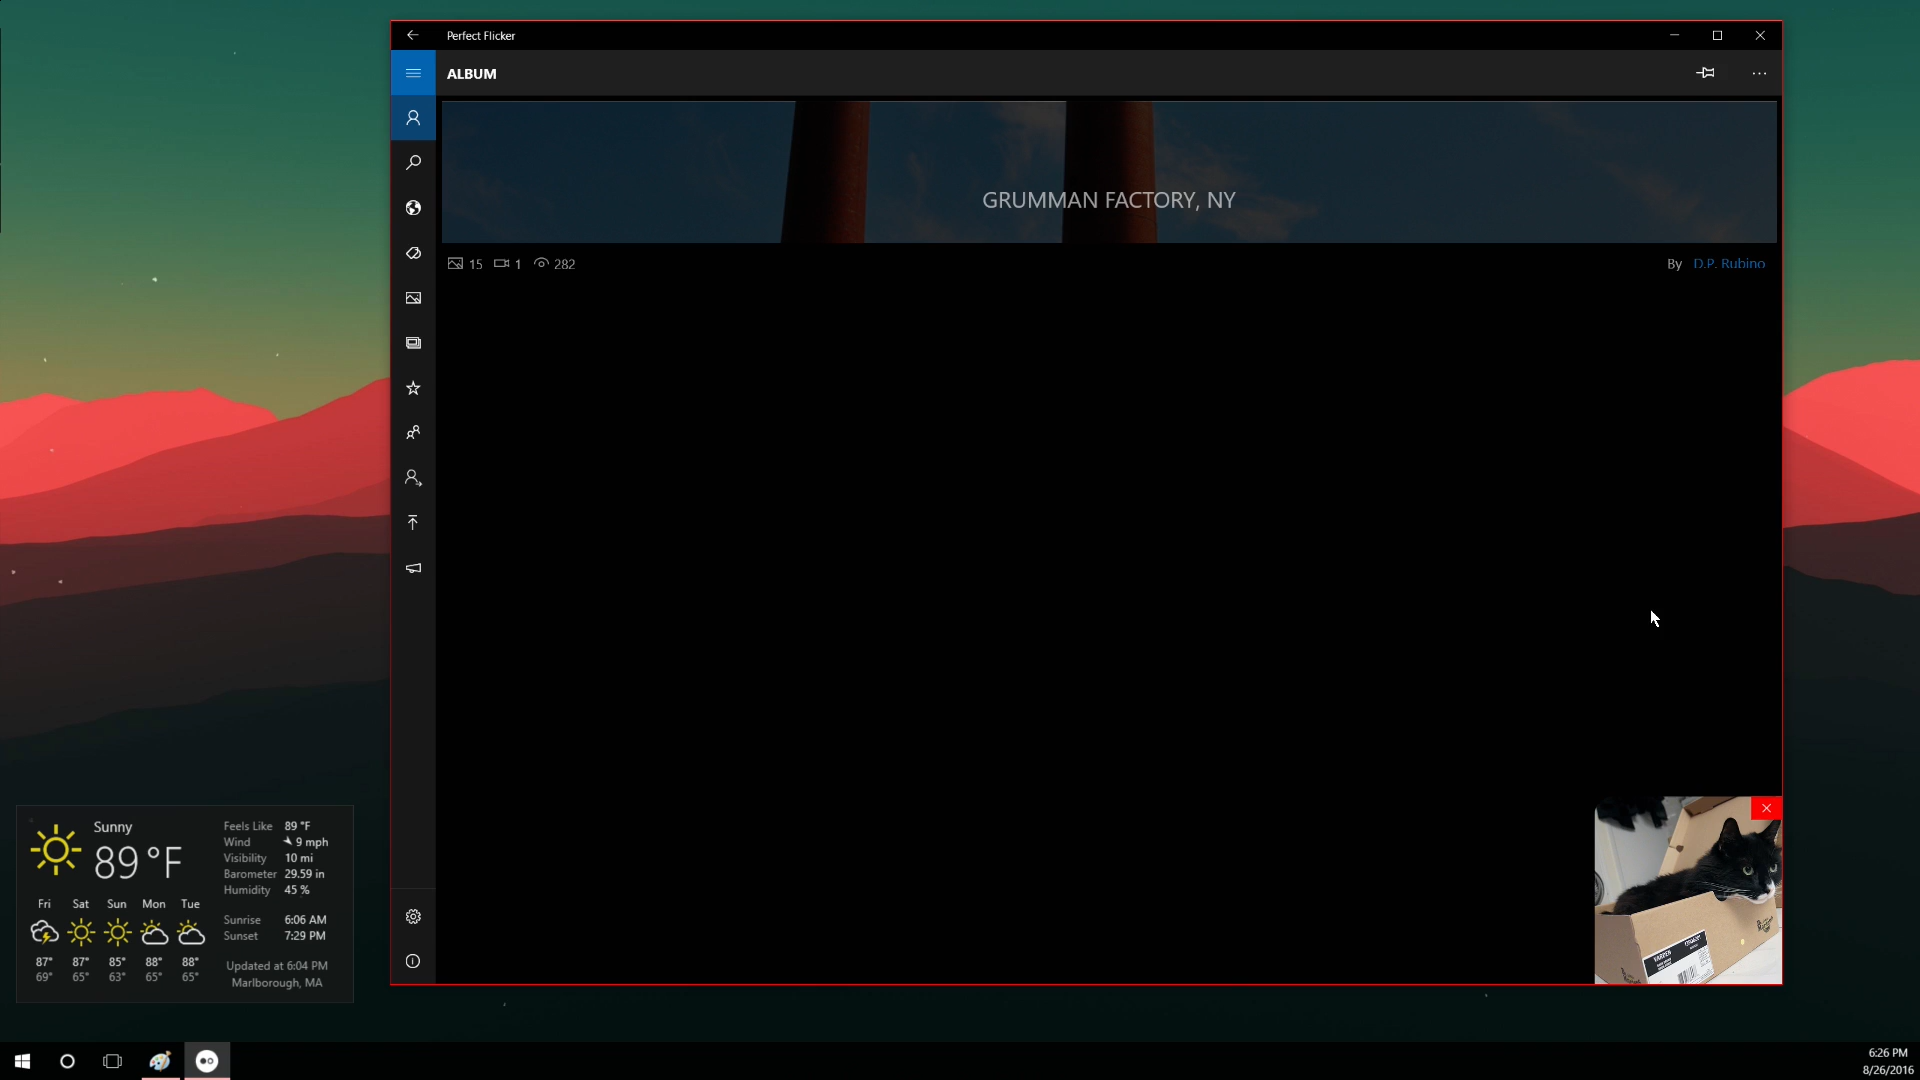 Perfect Flicker
ALBUM
GRUMMAN FACTORY, NY
15 1 282
By D.P. Rubino
Sunny
89 °F
Feels Like 89 °F
Wind 9 mph
Visibility 10 mi
Barometer 29.59 in
Humidity 45 %
Sunrise 6:06 AM
Sunset 7:29 PM
Updated at 6:04 PM
Marlborough, MA
Fri Sat Sun Mon Tue
87° 87° 85° 88° 88°
69° 65° 63° 65° 65°
6:26 PM
8/26/2016